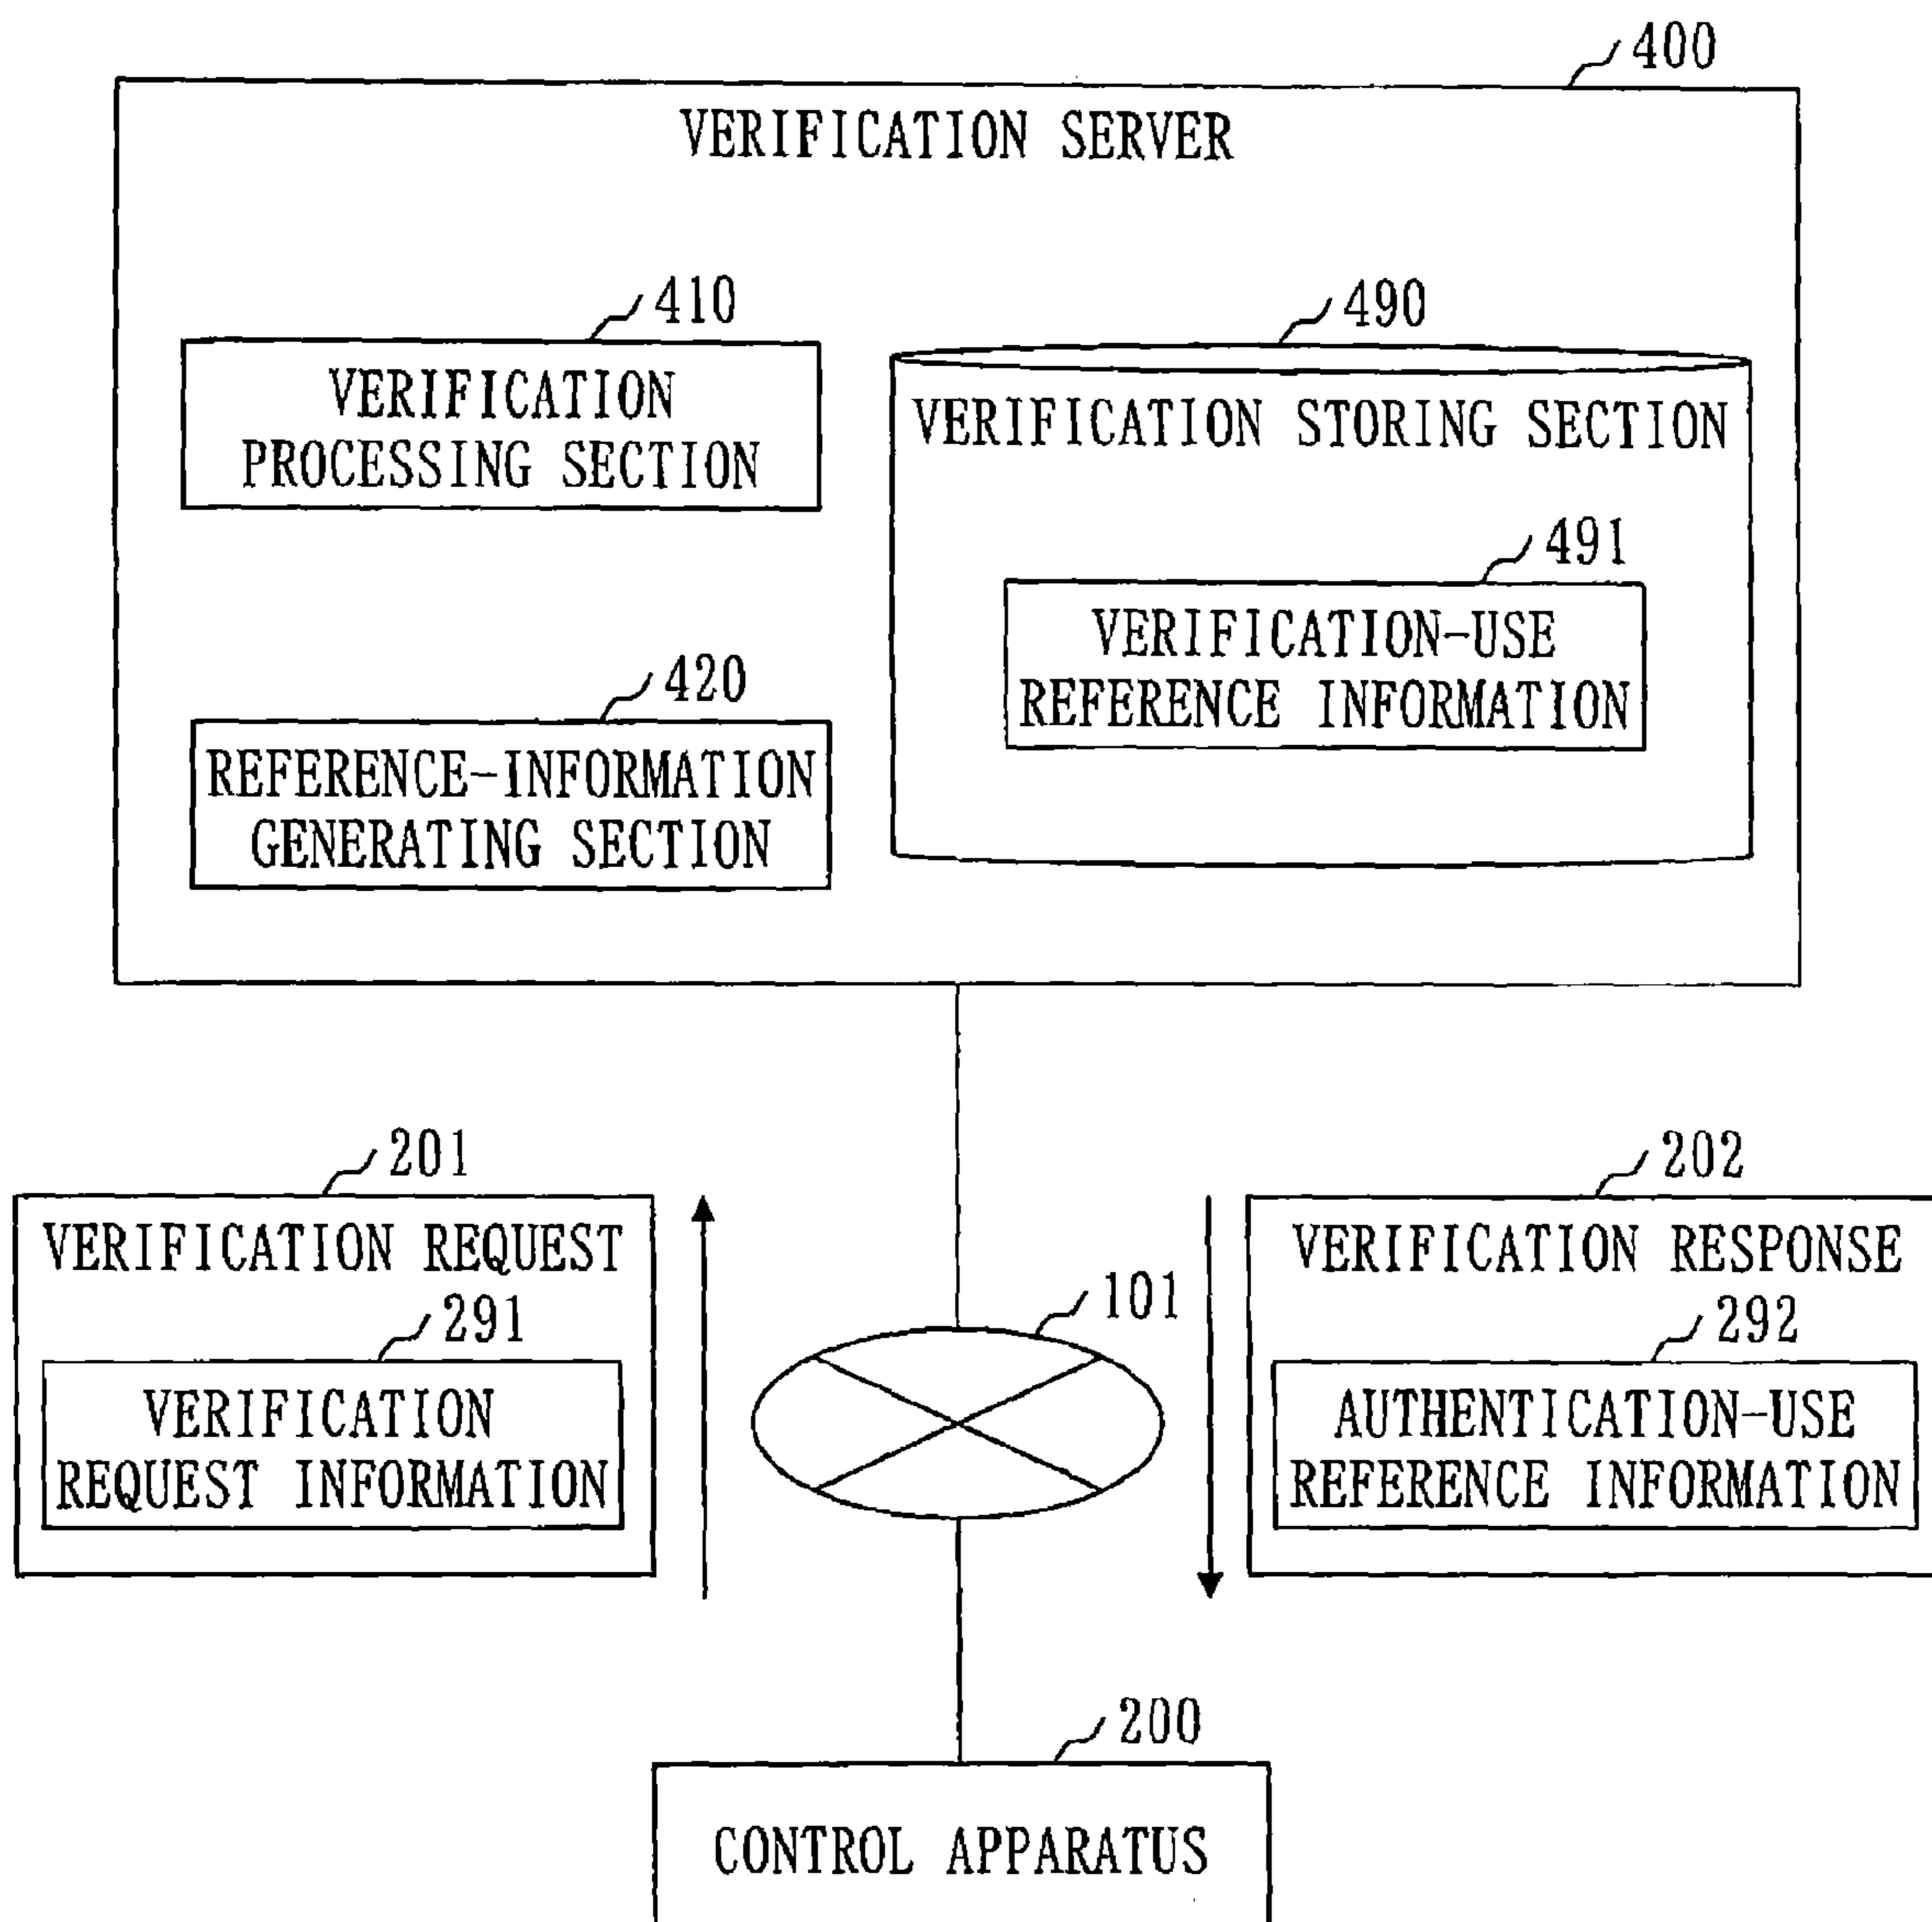 400
VERIFICATION SERVER
410
VERIFICATION
PROCESSING SECTION
490
VERIFICATION STORING SECTION
491
VERIFICATION-USE
REFERENCE INFORMATION
420
REFERENCE-INFORMATION
GENERATING SECTION
201
VERIFICATION REQUEST
291
VERIFICATION
REQUEST INFORMATION
101
202
VERIFICATION RESPONSE
292
AUTHENTICATION-USE
REFERENCE INFORMATION
200
CONTROL APPARATUS